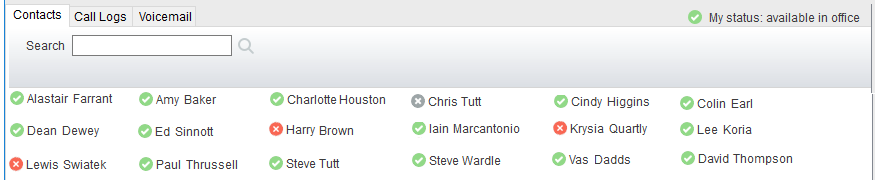 Contacts Call Logs Voicemail My status: available in office
Search
Alastair Farrant Amy Baker Charlotte Houston Chris Tutt Cindy Higgins Colin Earl
Dean Dewey Ed Sinnott Harry Brown Iain Marcantonio Krysia Quartly Lee Koria
Lewis Swiatek Paul Thrussell Steve Tutt Steve Wardle Vas Dadds David Thompson